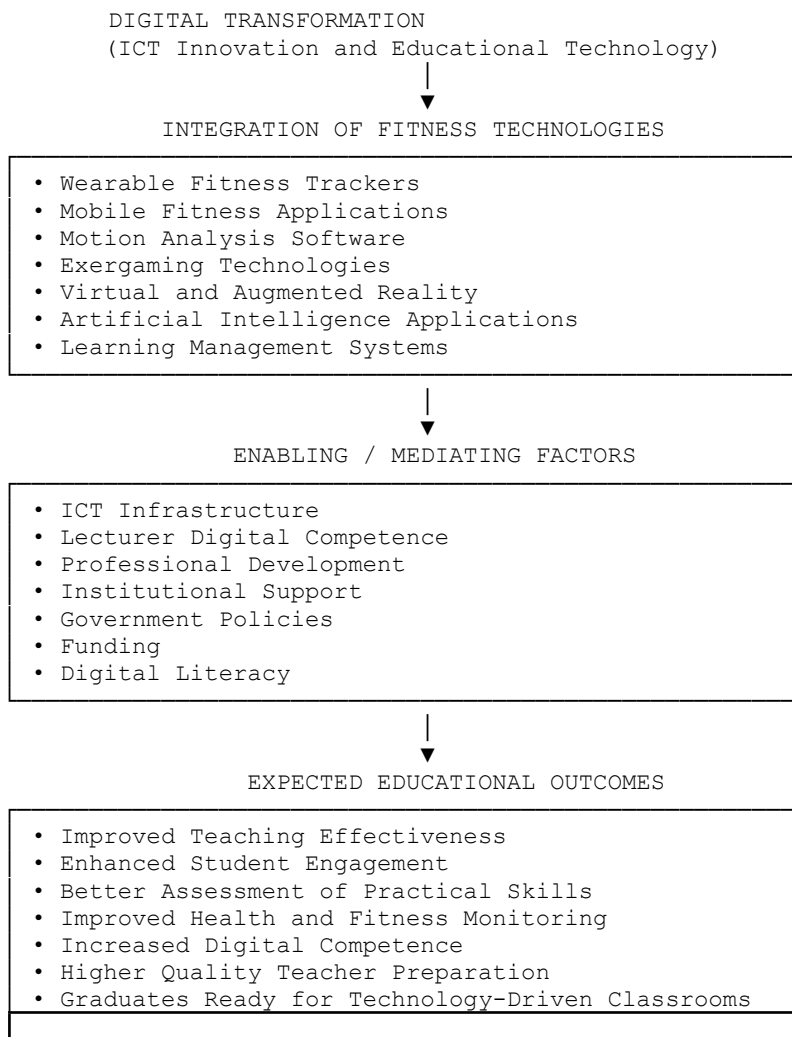 DIGITAL TRANSFORMATION
(ICT Innovation and Educational Technology)
INTEGRATION OF FITNESS TECHNOLOGIES
• Wearable Fitness Trackers
• Mobile Fitness Applications
• Motion Analysis Software
• Exergaming Technologies
• Virtual and Augmented Reality
• Artificial Intelligence Applications
• Learning Management Systems
ENABLING / MEDIATING FACTORS
• ICT Infrastructure
• Lecturer Digital Competence
• Professional Development
• Institutional Support
• Government Policies
• Funding
• Digital Literacy
EXPECTED EDUCATIONAL OUTCOMES
• Improved Teaching Effectiveness
• Enhanced Student Engagement
• Better Assessment of Practical Skills
• Improved Health and Fitness Monitoring
• Increased Digital Competence
• Higher Quality Teacher Preparation
• Graduates Ready for Technology-Driven Classrooms